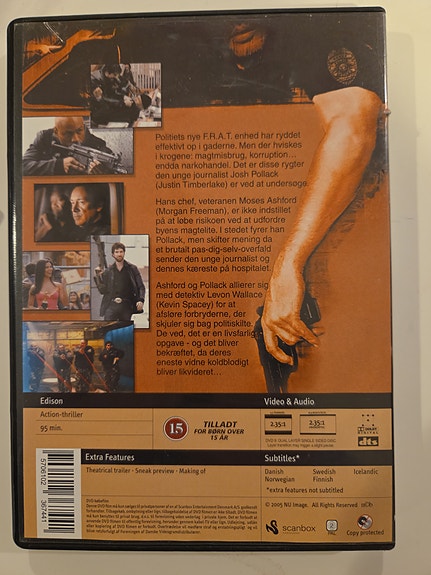 Politiets nye F.R.A.T. enhed har ryddet
effektivt op i gaderne. Men der hviskes
i krogene: magtmisbrug, korruption...
endda narkohandel. Det er disse rygter
den unge journalist Josh Pollack
(Justin Timberlake) er ved at undersøge.
Hans chef, veteranen Moses Ashford
(Morgan Freeman), er ikke indstillet
på at løbe risikoen ved at udfordre
byens magtelite. I stedet fyrer han
Pollack, men skifter mening da
et brutalt pas-dig-selv-overfald
sender den unge journalist og
dennes kæreste på hospitalet.
Ashford og Pollack allierer sig
med detektiv Levon Wallace
(Kevin Spacey) for at
afsløre forbryderne, der
skjuler sig bag politiskilte.
De ved, det er en livsfarlig
opgave - og det bliver
bekræftet, da deres
eneste vidne koldblodigt
bliver likvideret...
Edison
Video & Audio
Action-thriller
95 min.
15
TILLADT
FOR BØRN OVER
15 ÅR
2.35:1
2.35:1
DOLBY
DIGITAL
dts
Extra Features
Subtitles*
Theatrical trailer · Sneak preview · Making of
Danish
Swedish
Icelandic
Norwegian
Finnish
*extra features not subtitled
© 2005 NU Image. All Rights Reserved
scanbox
2
PAL
Copy protected